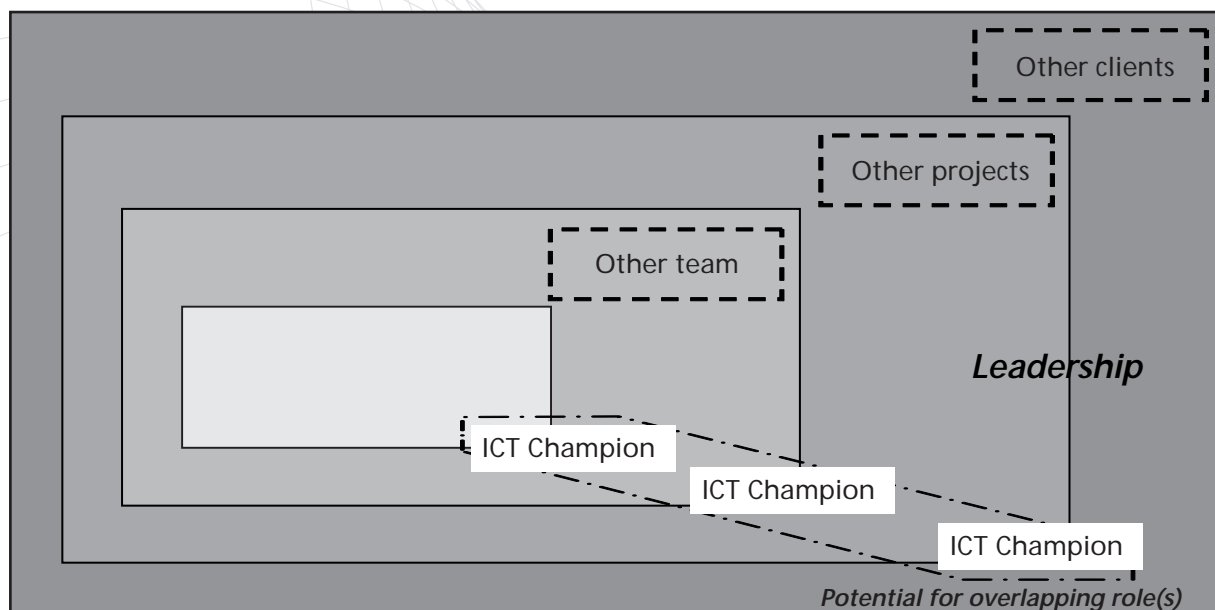 Other clients
Other projects
Other team
Leadership
ICT Champion
ICT Champion
ICT Champion
Potential for overlapping role(s)